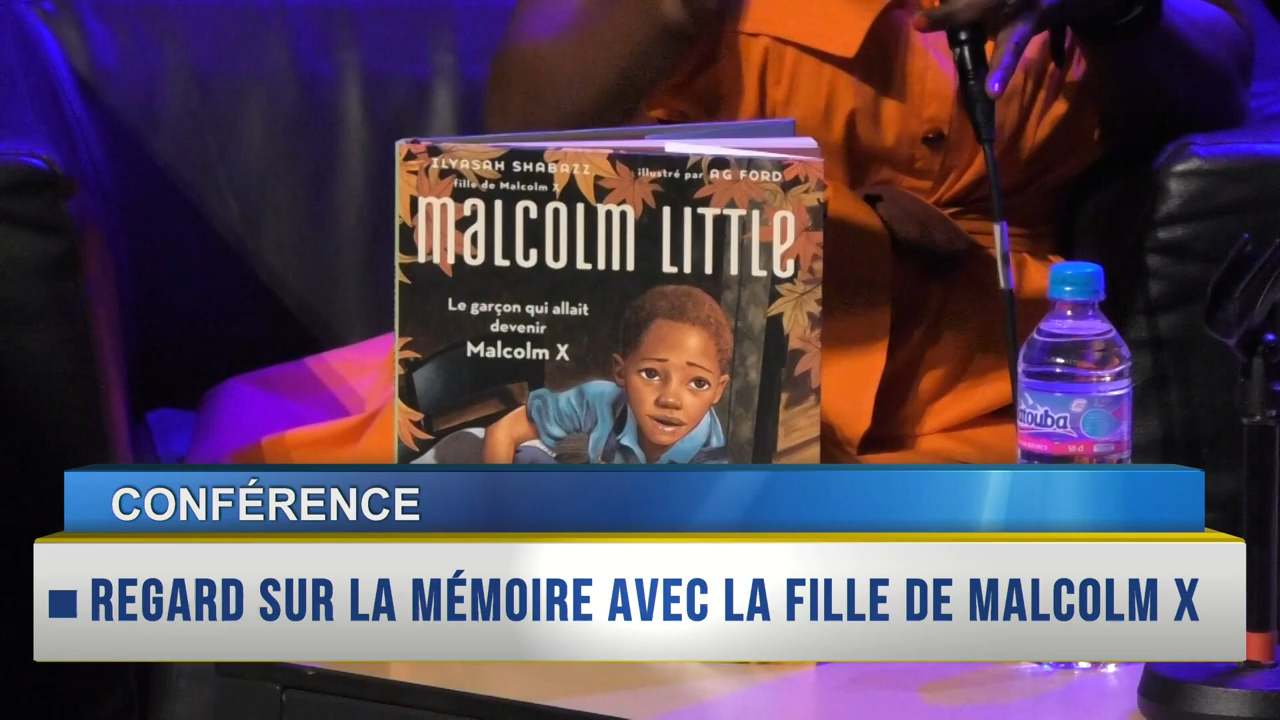 ILYASAH SHABAZZ
fille de Malcolm X
illustré par AG FORD
MALCOLM LITTLE
Le garçon qui allait
devenir
Malcolm X
CONFÉRENCE
REGARD SUR LA MÉMOIRE AVEC LA FILLE DE MALCOLM X